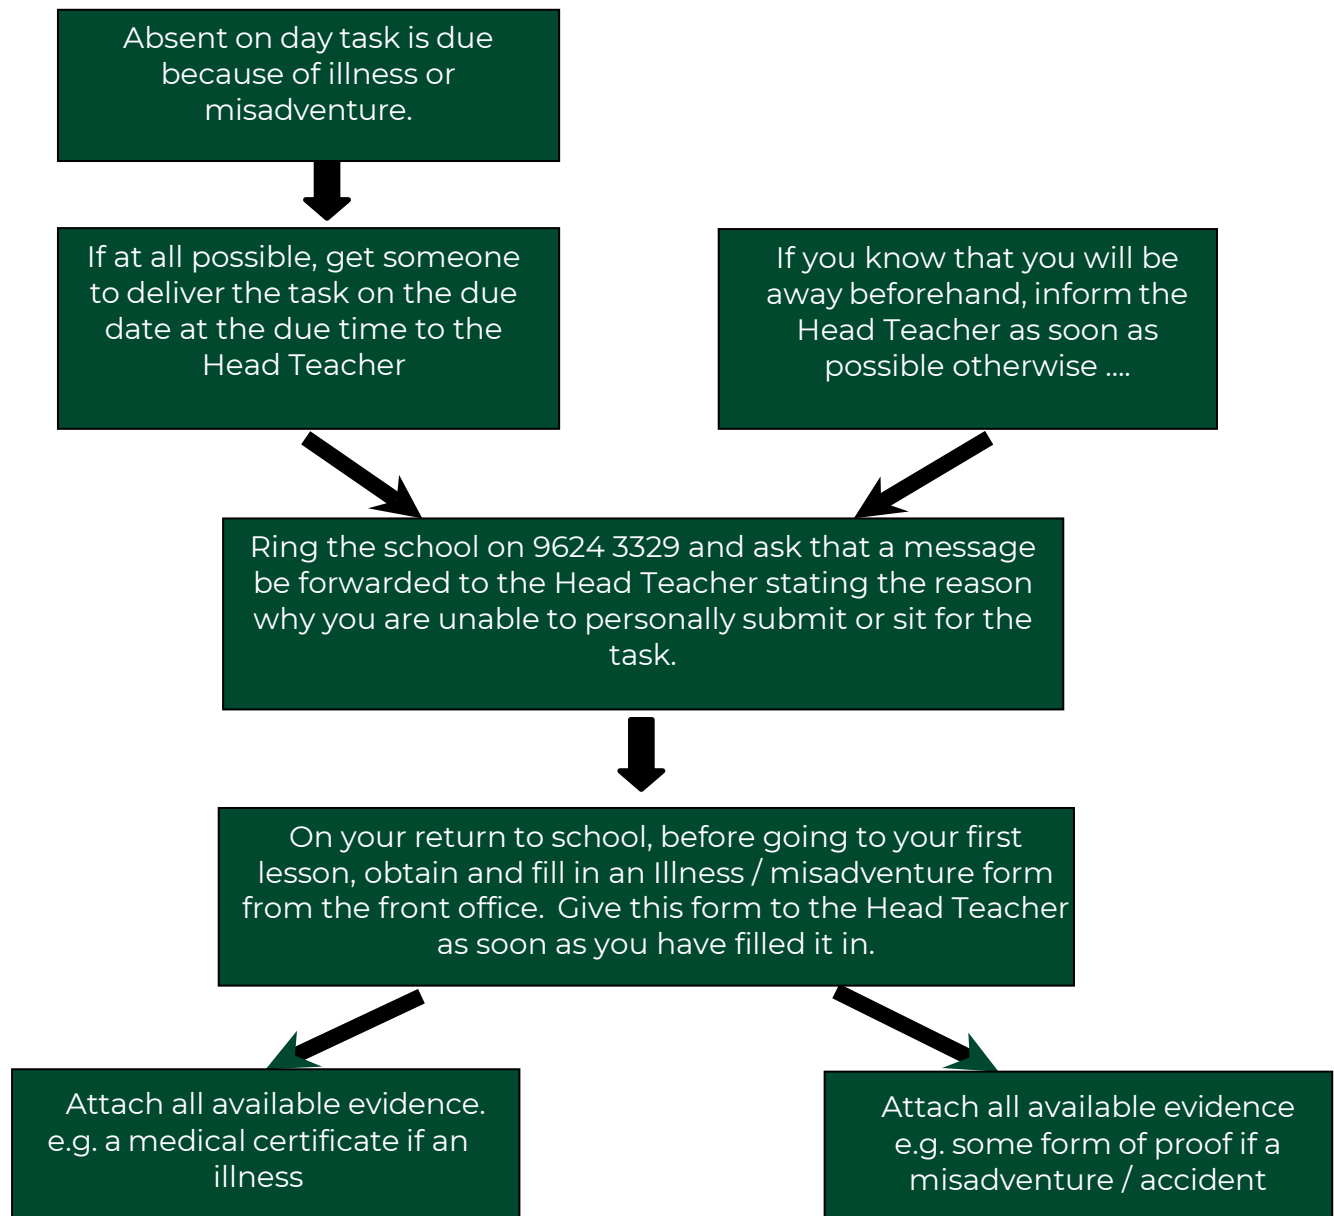 Absent on day task is due
because of illness or
misadventure.
If at all possible, get someone
to deliver the task on the due
date at the due time to the
Head Teacher
If you know that you will be
away beforehand, inform the
Head Teacher as soon as
possible otherwise ....
Ring the school on 9624 3329 and ask that a message
be forwarded to the Head Teacher stating the reason
why you are unable to personally submit or sit for the
task.
On your return to school, before going to your first
lesson, obtain and fill in an Illness / misadventure form
from the front office.  Give this form to the Head Teacher
as soon as you have filled it in.
Attach all available evidence.
e.g. a medical certificate if an
illness
Attach all available evidence
e.g. some form of proof if a
misadventure / accident